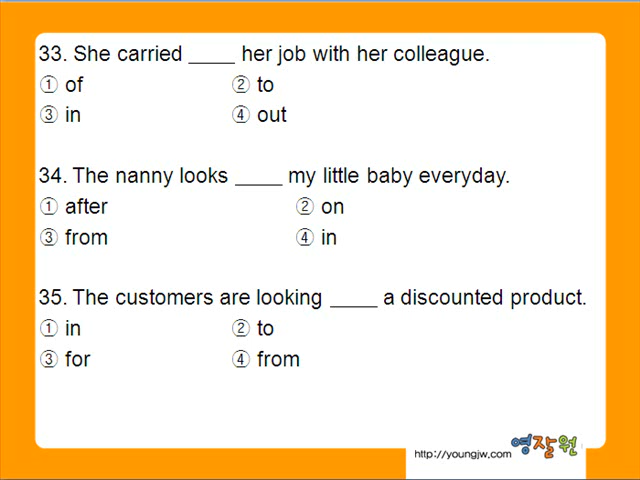 33. She carried ____ her job with her colleague.
① of ② to
③ in ④ out
34. The nanny looks ____ my little baby everyday.
① after ② on
③ from ④ in
35. The customers are looking ____ a discounted product.
① in ② to
③ for ④ from
영잘원
http://youngjw.com